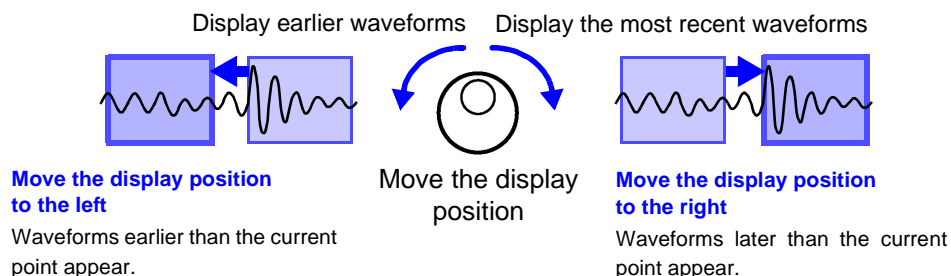 Display earlier waveforms
Display the most recent waveforms
Move the display position
to the left
Waveforms earlier than the current
point appear.
Move the display
position
Move the display position
to the right
Waveforms later than the current
point appear.